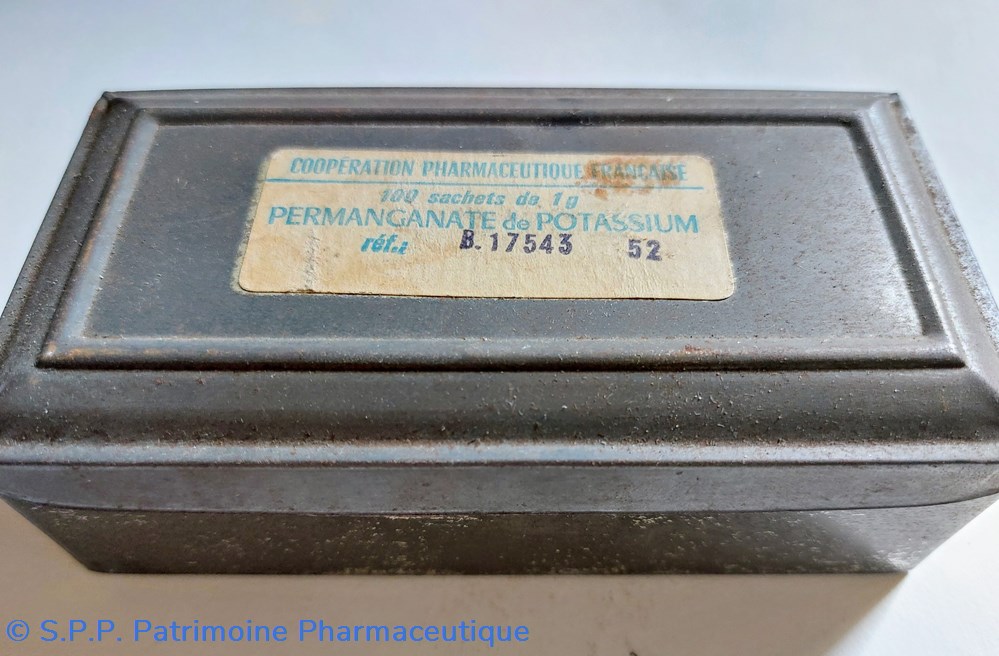 COOPÉRATION PHARMACEUTIQUE FRANÇAISE
100 sachets de 1g
PERMANGANATE de POTASSIUM
réf.: B.17543 52
© S.P.P. Patrimoine Pharmaceutique